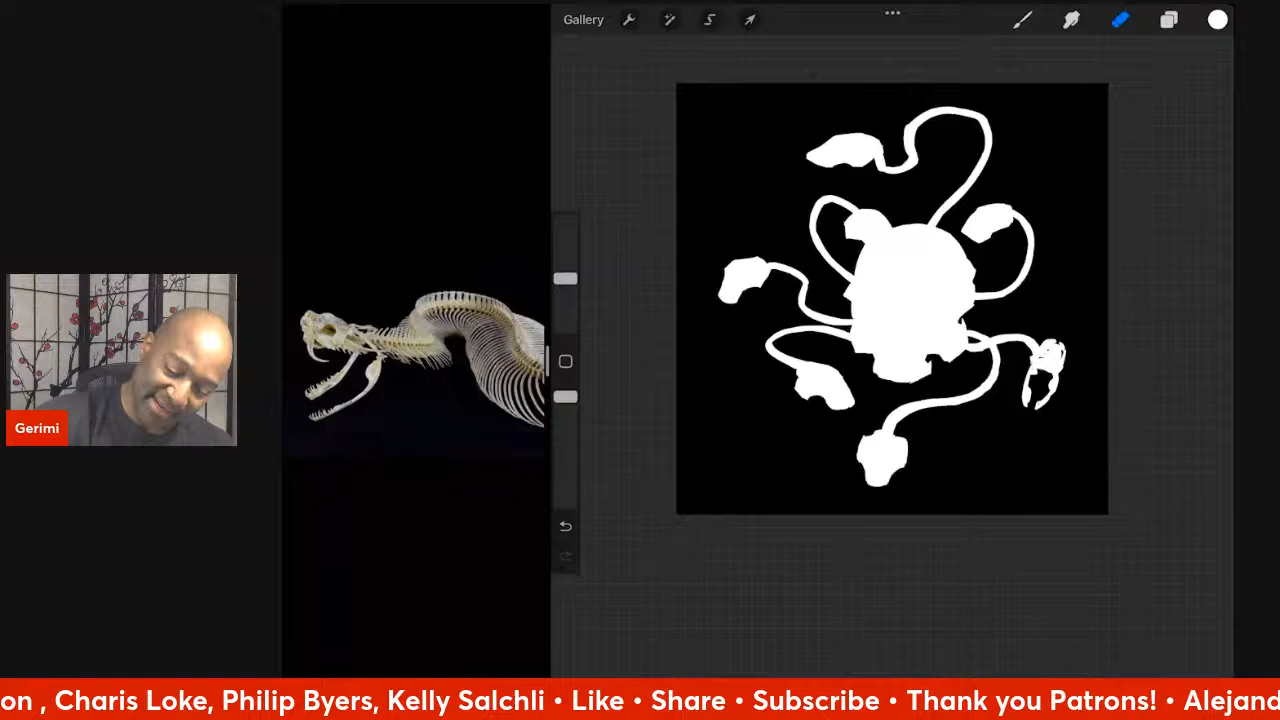 Gallery
Gerimi
on , Charis Loke, Philip Byers, Kelly Salchli • Like • Share • Subscribe • Thank you Patrons! • Alejand